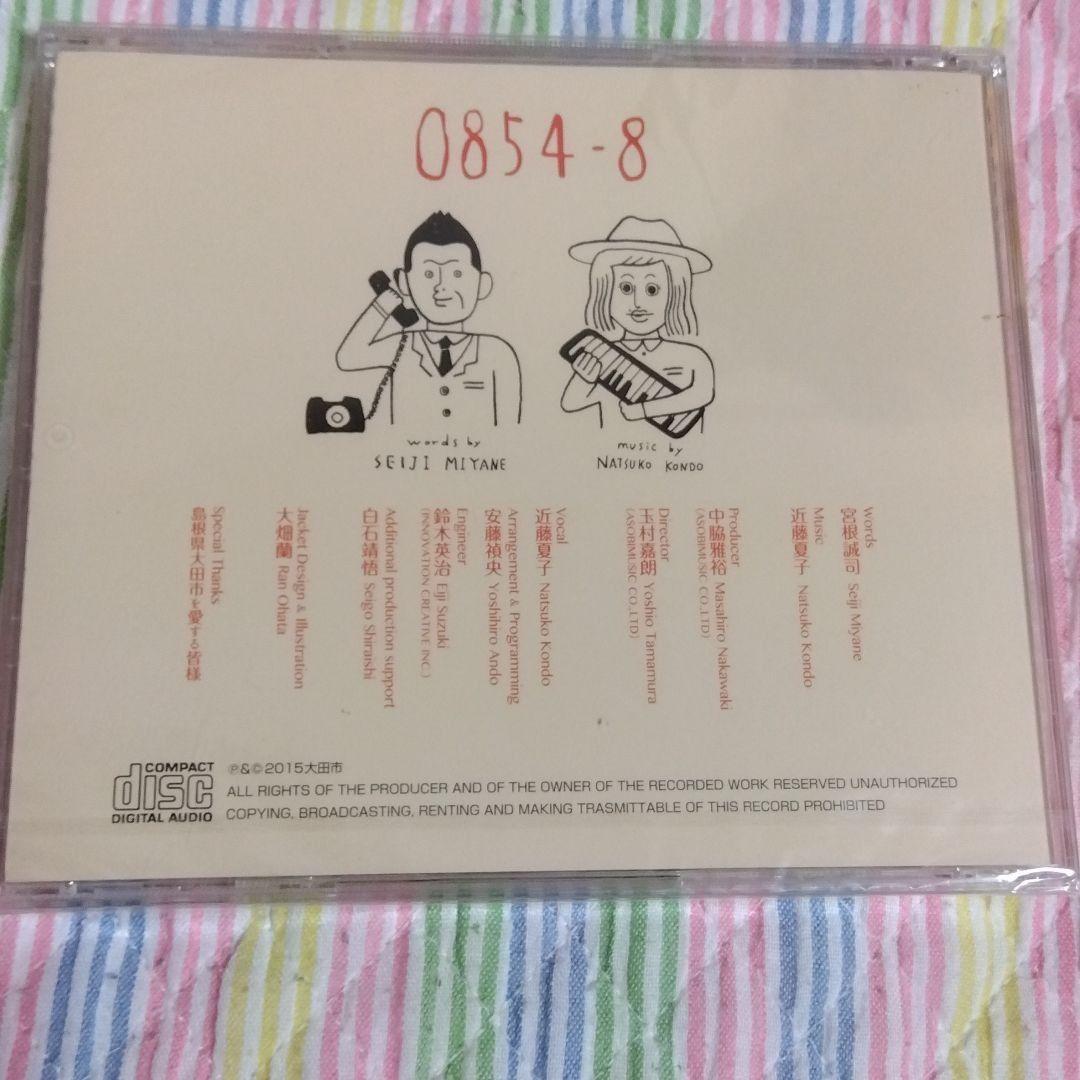 0854-8
words by
SEIJI MIYANE
music by
NATSUKO KONDO
Words
宮根誠司 Seiji Miyane
Music
近藤夏子 Natsuko Kondo
Producer
中脇雅裕 Masahiro Nakawaki
(ASOBIMUSIC CO.,LTD)
Director
玉村嘉朗 Yoshio Tamamura
(ASOBIMUSIC CO.,LTD)
Vocal
近藤夏子 Natsuko Kondo
Arrangement & Programming
安藤禎央 Yoshihiro Ando
Engineer
鈴木英治 Eiji Suzuki
(INNOVATION CREATIVE INC.)
Additional production support
白石靖悟 Seigo Shiraishi
Jacket Design & Illustration
大畑蘭 Ran Ohata
Special Thanks
島根県大田市を愛する皆様
COMPACT
disc
DIGITAL AUDIO
℗&©2015大田市
ALL RIGHTS OF THE PRODUCER AND OF THE OWNER OF THE RECORDED WORK RESERVED UNAUTHORIZED
COPYING, BROADCASTING, RENTING AND MAKING TRASMITTABLE OF THIS RECORD PROHIBITED